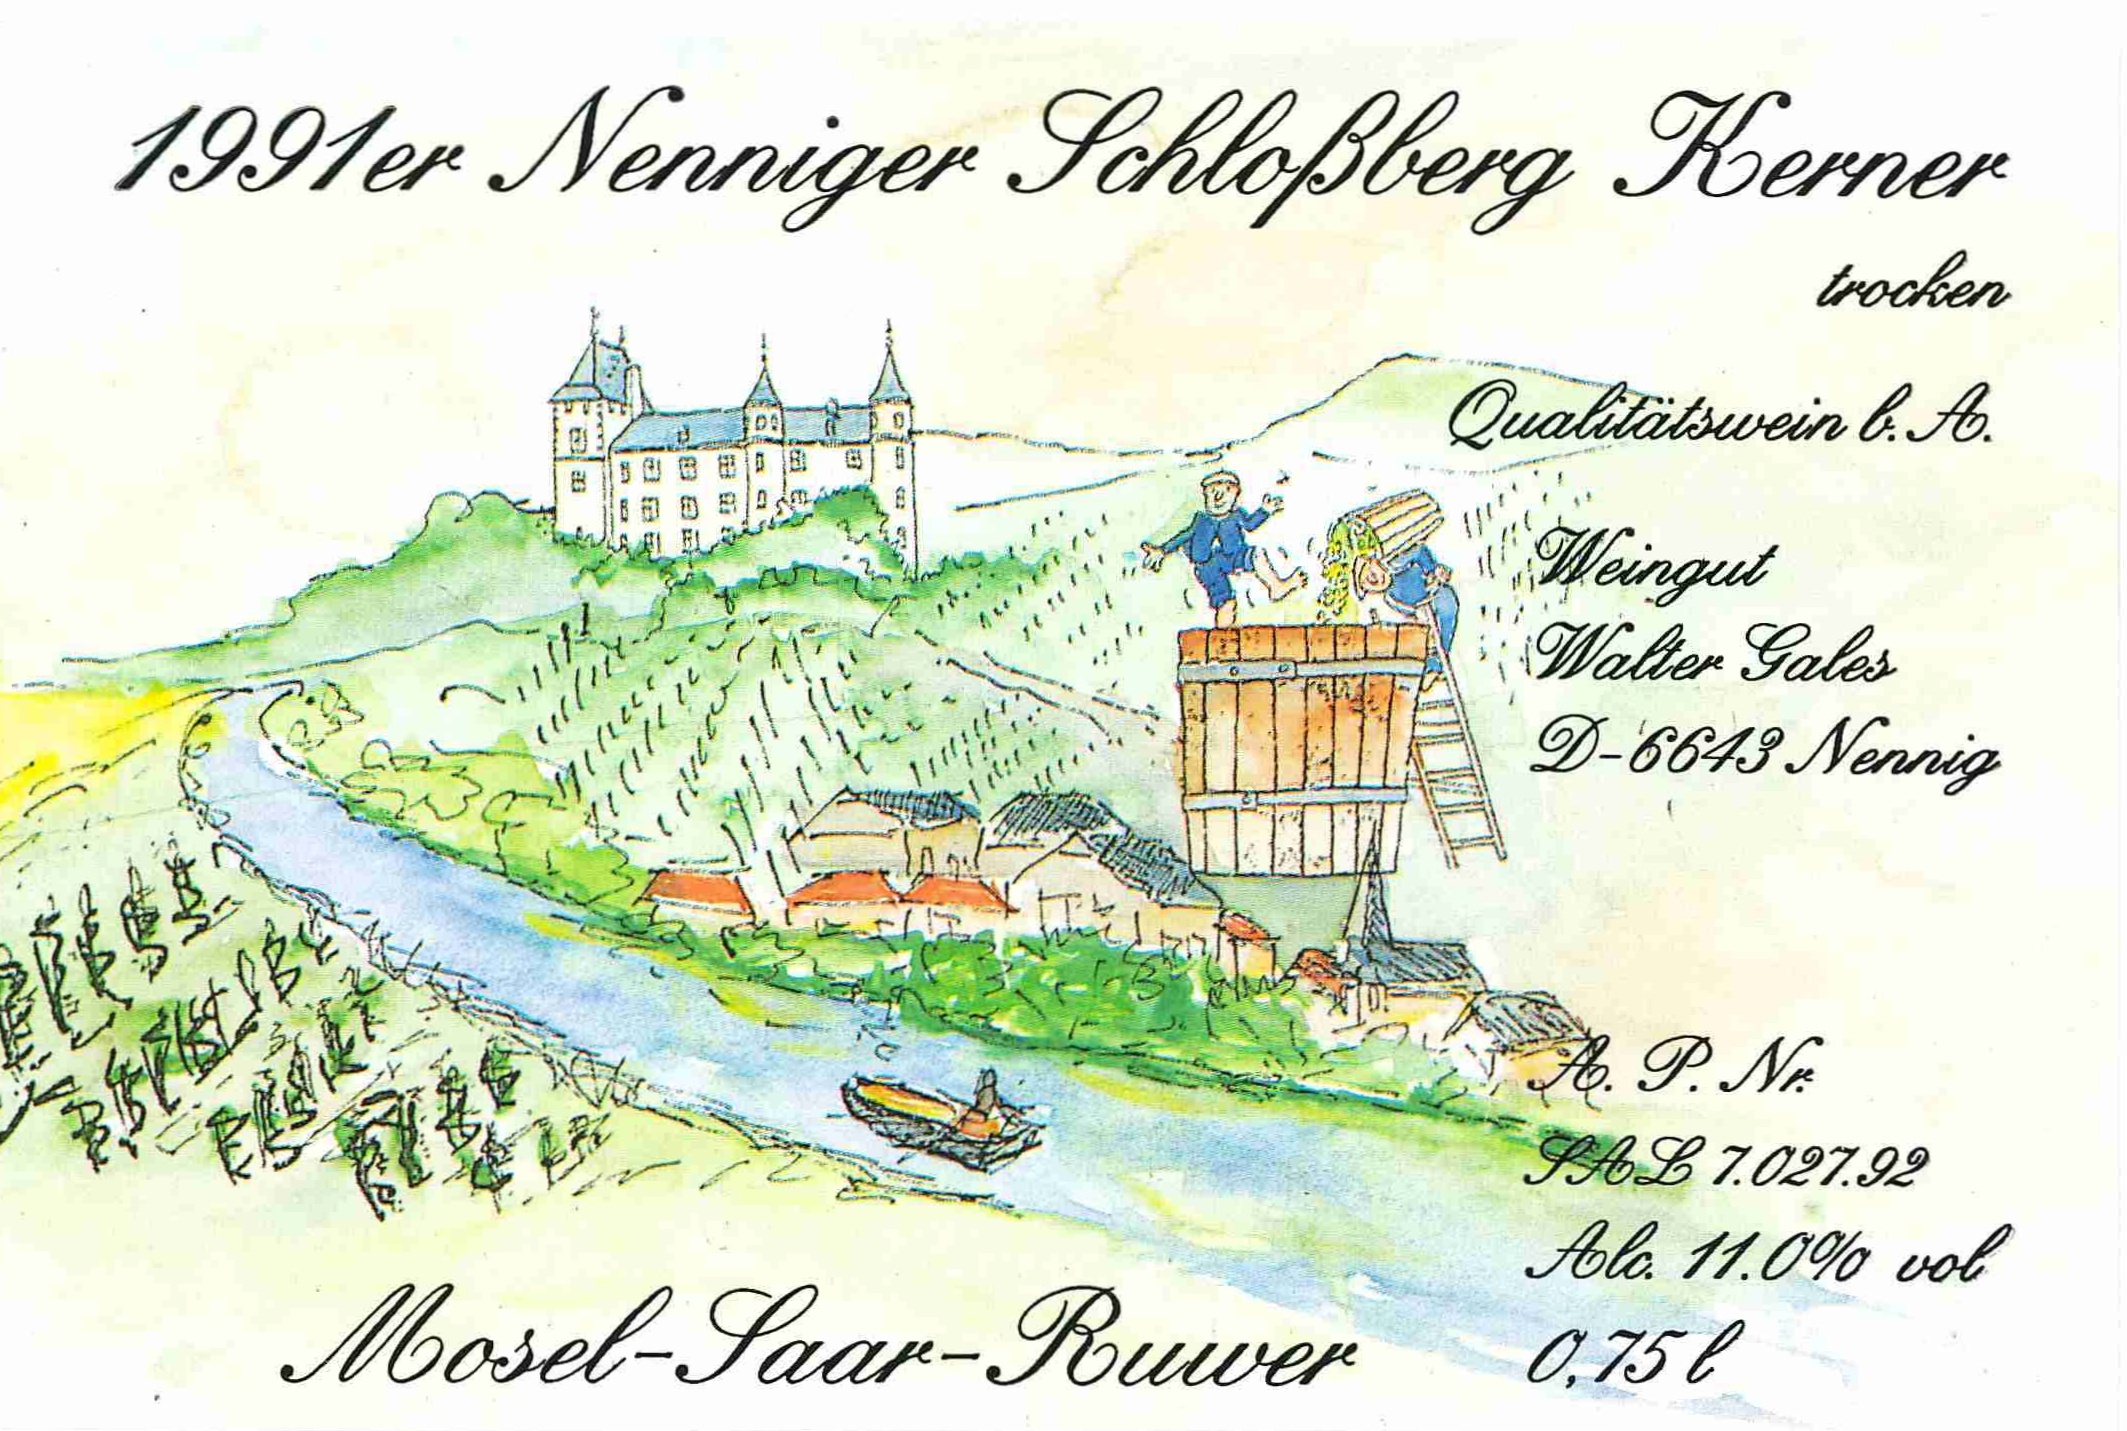 1991er Nenniger Schloßberg Kerner
trocken
Qualitätswein b. A.
Weingut
Walter Gales
D-6643 Nennig
A. P. Nr.
SAL 7.027.92
Alc. 11.0% vol
0,75 l
Mosel-Saar-Ruwer